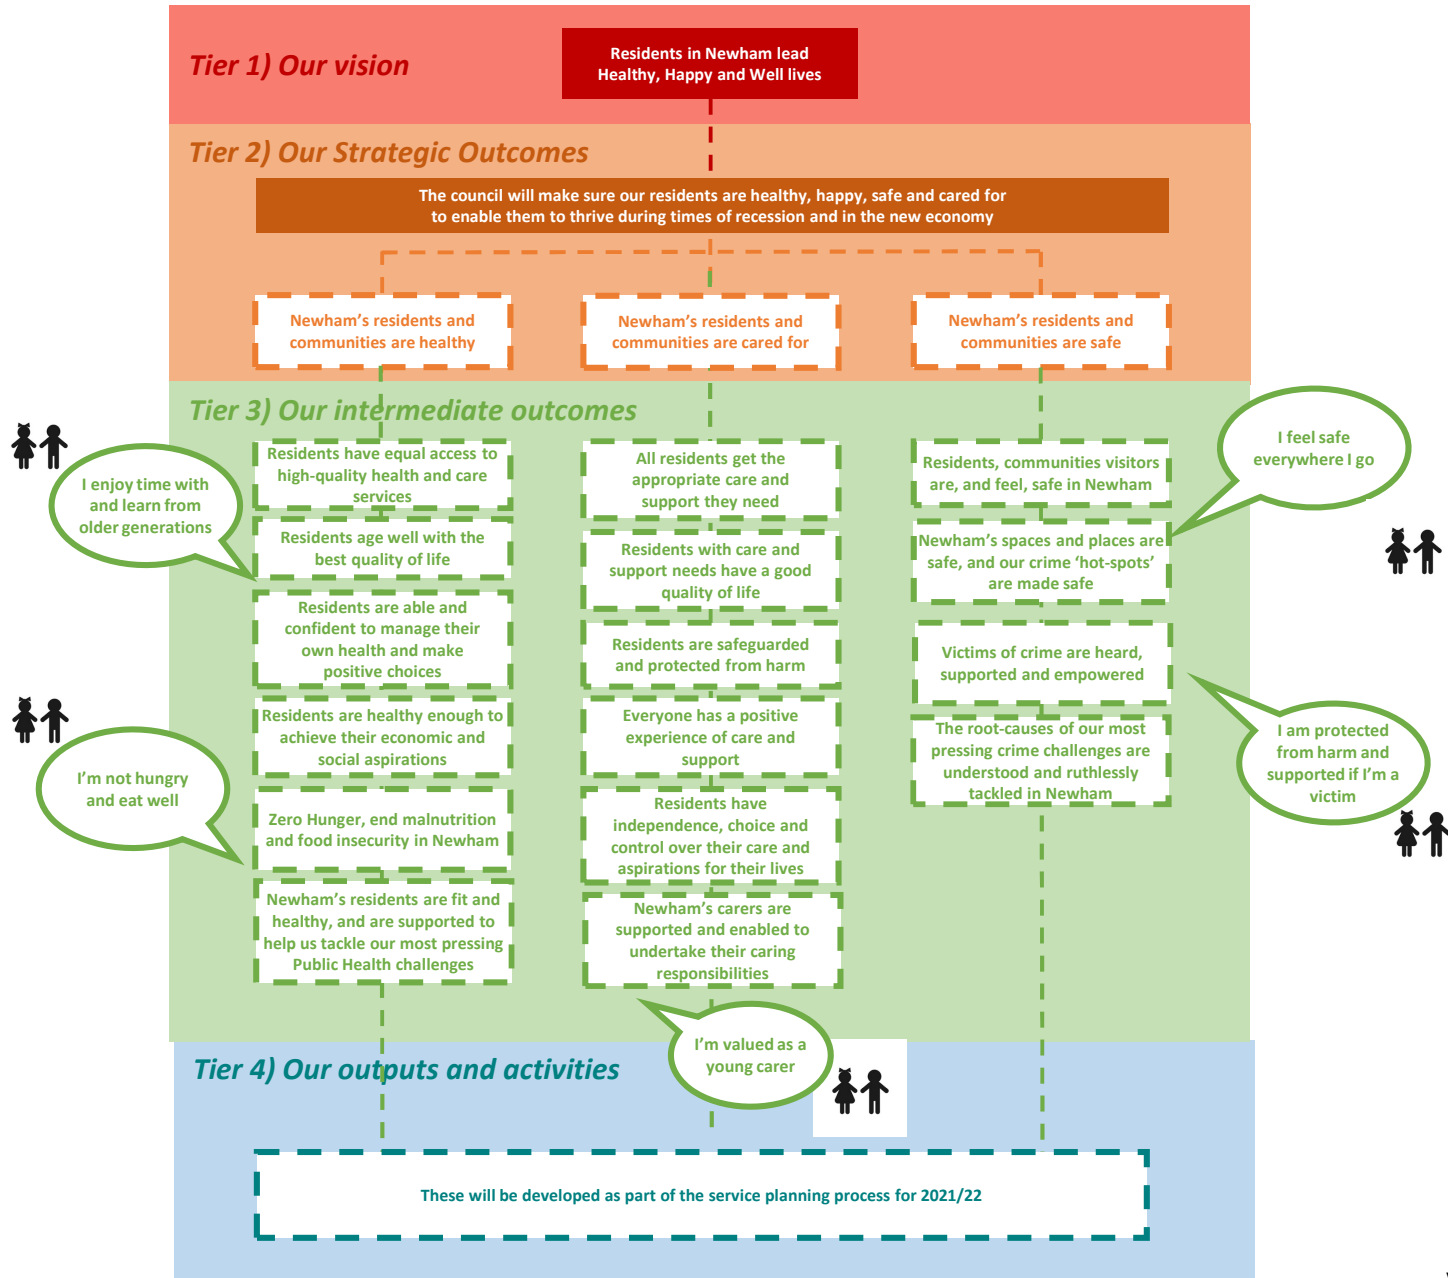 Tier 1) Our vision
Residents in Newham lead
Healthy, Happy and Well lives
Tier 2) Our Strategic Outcomes
The council will make sure our residents are healthy, happy, safe and cared for
to enable them to thrive during times of recession and in the new economy
Newham’s residents and
communities are healthy
Newham’s residents and
communities are cared for
Newham’s residents and
communities are safe
Tier 3) Our intermediate outcomes
Residents have equal access to
high-quality health and care
services
Residents age well with the
best quality of life
Residents are able and
confident to manage their
own health and make
positive choices
Residents are healthy enough to
achieve their economic and
social aspirations
Zero Hunger, end malnutrition
and food insecurity in Newham
Newham’s residents are fit and
healthy, and are supported to
help us tackle our most pressing
Public Health challenges
I enjoy time with
and learn from
older generations
I’m not hungry
and eat well
All residents get the
appropriate care and
support they need
Residents with care and
support needs have a good
quality of life
Residents are safeguarded
and protected from harm
Everyone has a positive
experience of care and
support
Residents have
independence, choice and
control over their care and
aspirations for their lives
Newham’s carers are
supported and enabled to
undertake their caring
responsibilities
I’m valued as a
young carer
Residents, communities visitors
are, and feel, safe in Newham
Newham’s spaces and places are
safe, and our crime ‘hot-spots’
are made safe
Victims of crime are heard,
supported and empowered
The root-causes of our most
pressing crime challenges are
understood and ruthlessly
tackled in Newham
I feel safe
everywhere I go
I am protected
from harm and
supported if I’m a
victim
Tier 4) Our outputs and activities
These will be developed as part of the service planning process for 2021/22